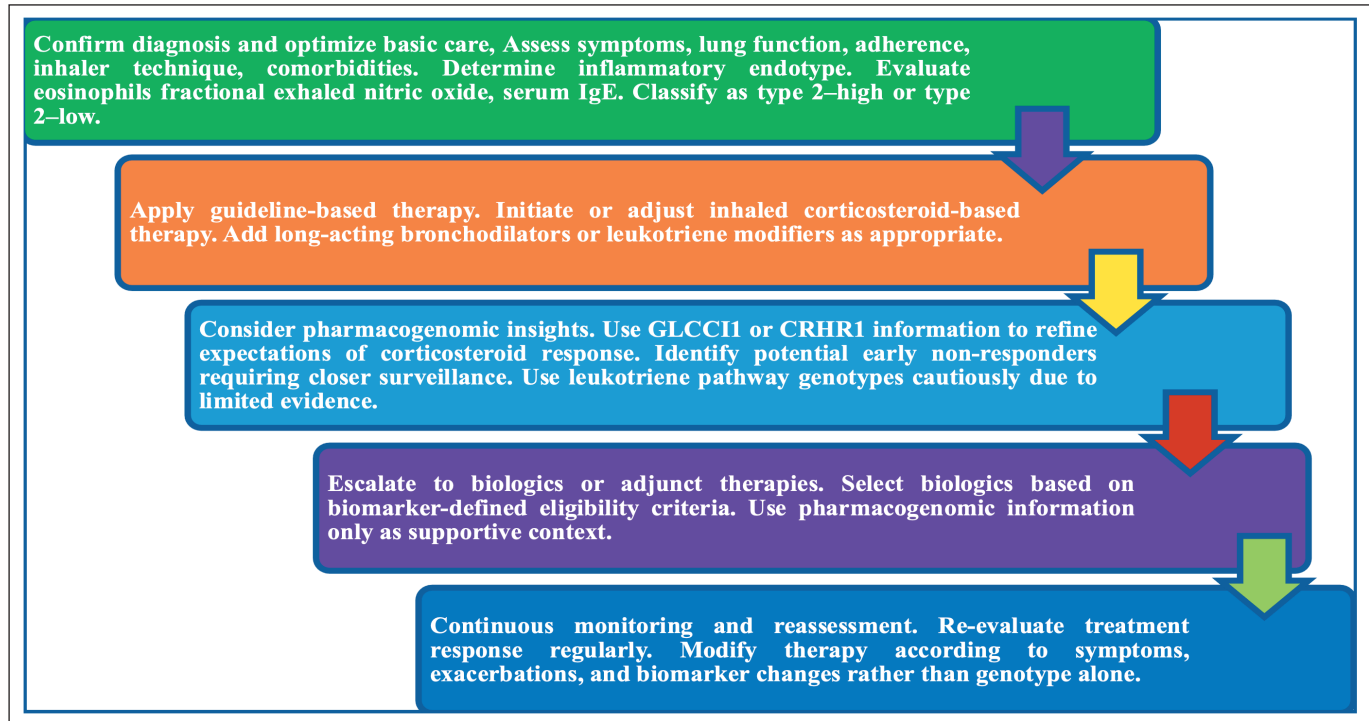 Confirm diagnosis and optimize basic care, Assess symptoms, lung function, adherence,
inhaler technique, comorbidities. Determine inflammatory endotype. Evaluate
eosinophils fractional exhaled nitric oxide, serum IgE. Classify as type 2–high or type
2–low.
Apply guideline-based therapy. Initiate or adjust inhaled corticosteroid-based
therapy. Add long-acting bronchodilators or leukotriene modifiers as appropriate.
Consider pharmacogenomic insights. Use GLCCI1 or CRHR1 information to refine
expectations of corticosteroid response. Identify potential early non-responders
requiring closer surveillance. Use leukotriene pathway genotypes cautiously due to
limited evidence.
Escalate to biologics or adjunct therapies. Select biologics based on
biomarker-defined eligibility criteria. Use pharmacogenomic information
only as supportive context.
Continuous monitoring and reassessment. Re-evaluate treatment
response regularly. Modify therapy according to symptoms,
exacerbations, and biomarker changes rather than genotype alone.